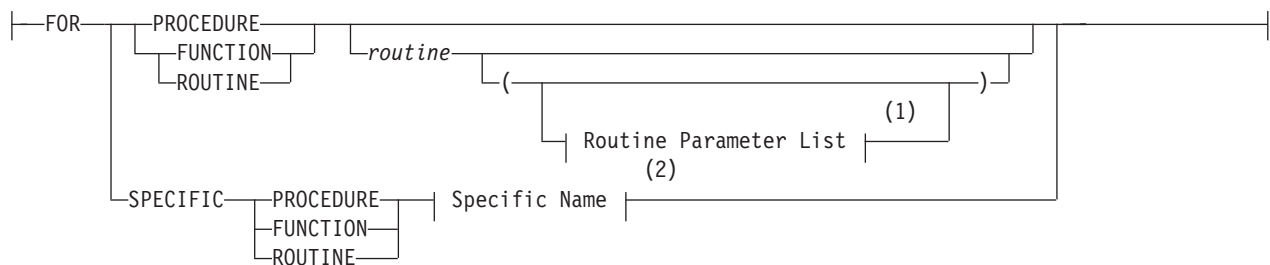 FOR PROCEDURE
FUNCTION routine
ROUTINE ( )
(1)
Routine Parameter List
(2)
SPECIFIC PROCEDURE Specific Name
FUNCTION
ROUTINE